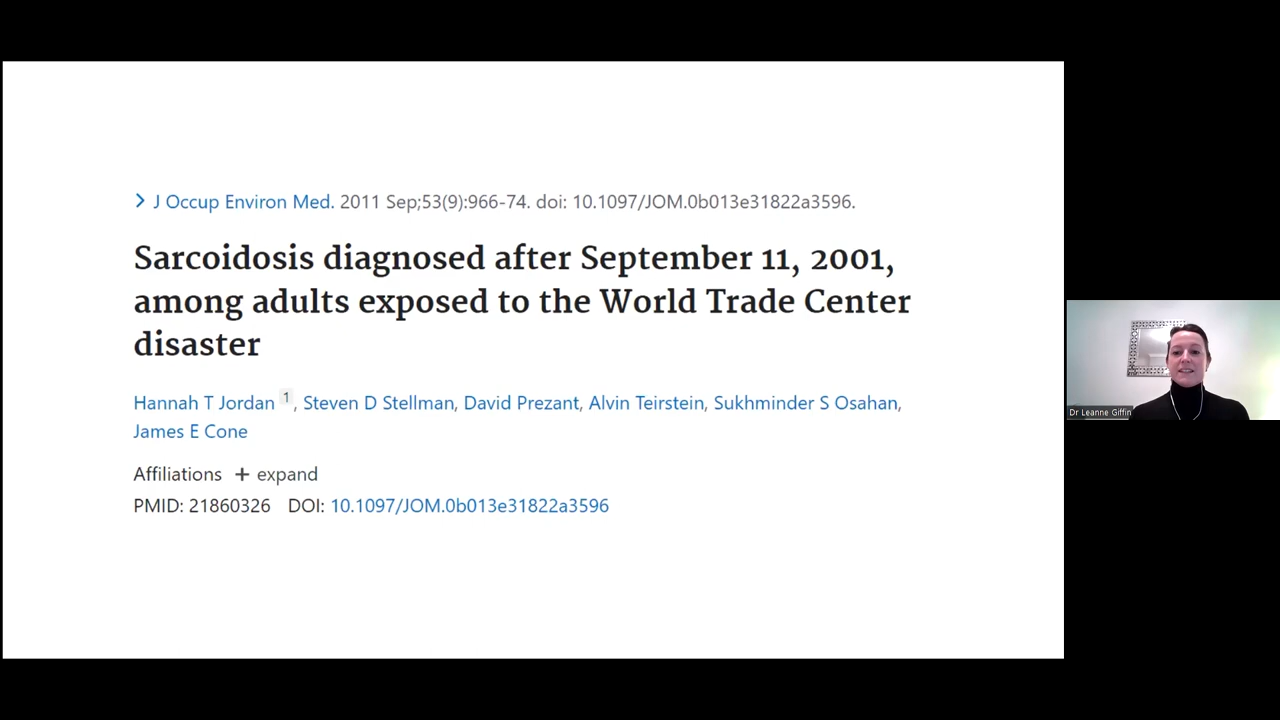 J Occup Environ Med. 2011 Sep;53(9):966-74. doi: 10.1097/JOM.0b013e31822a3596.
Sarcoidosis diagnosed after September 11, 2001,
among adults exposed to the World Trade Center
disaster
Hannah T Jordan 1, Steven D Stellman, David Prezant, Alvin Teirstein, Sukhminder S Osahan,
James E Cone
Affiliations + expand
PMID: 21860326 DOI: 10.1097/JOM.0b013e31822a3596
Dr Leanne Giffin